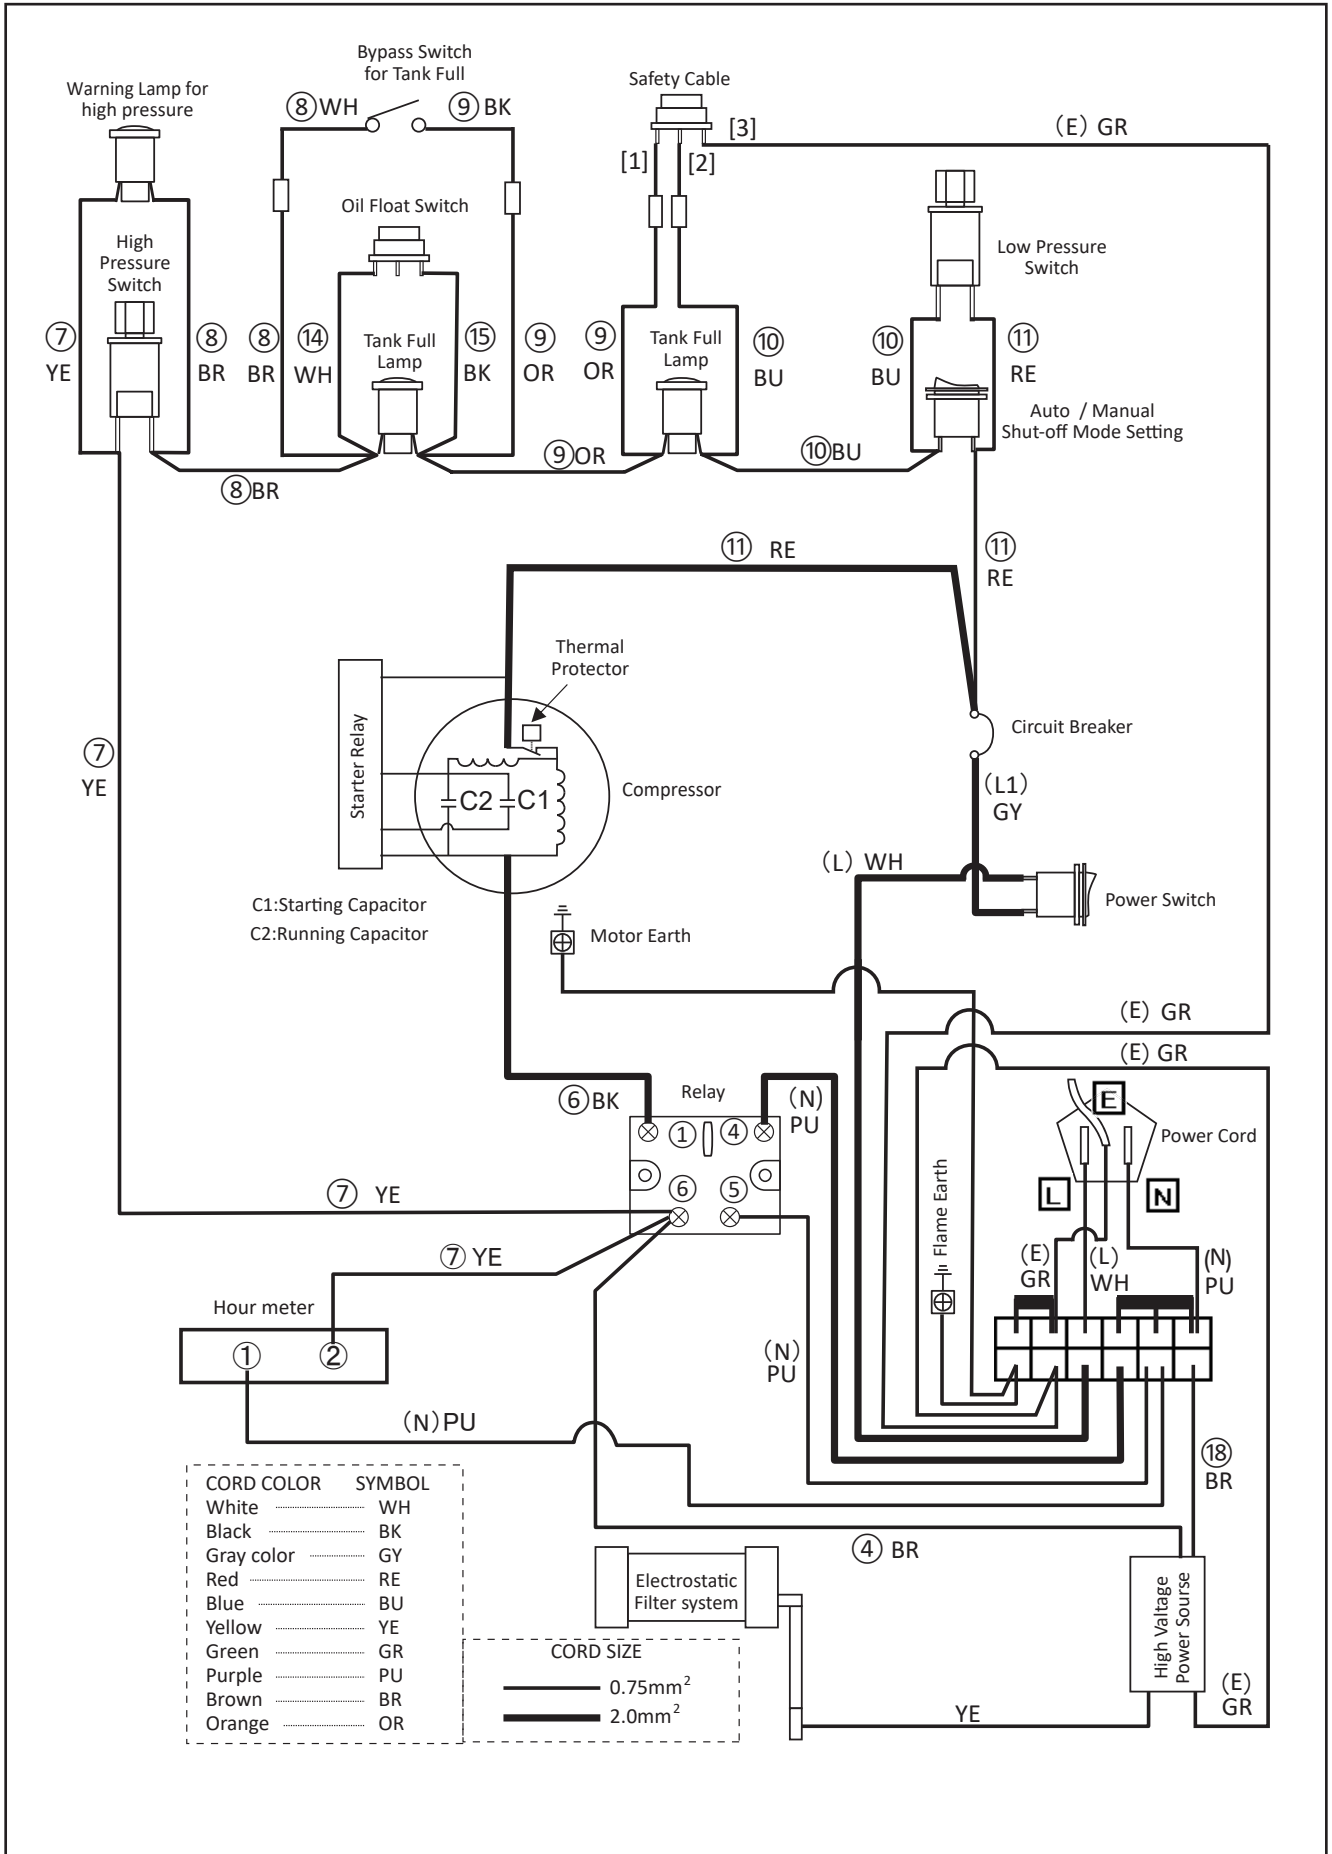 Bypass Switch
for Tank Full
Warning Lamp for
high pressure
Safety Cable
⑧ WH
⑨ BK
[3]
(E) GR
[1]
[2]
Oil Float Switch
High
Pressure
Switch
Low Pressure
Switch
⑦
YE
⑧
BR
⑧
BR
⑭
WH
Tank Full
Lamp
⑮
BK
⑨
OR
⑨
OR
Tank Full
Lamp
⑩
BU
⑩
BU
⑪
RE
Auto / Manual
Shut-off Mode Setting
⑧BR
⑨OR
⑩BU
⑪ RE
⑪
RE
Thermal
Protector
Starter Relay
Circuit Breaker
⑦
YE
Compressor
C2
C1
(L1)
GY
(L) WH
Power Switch
C1:Starting Capacitor
C2:Running Capacitor
Motor Earth
(E) GR
(E) GR
⑥BK
Relay
(N)
PU
E
Power Cord
① ④
⑥ ⑤
L
N
Flame Earth
⑦ YE
⑦ YE
(E)
GR
(L)
WH
(N)
PU
Hour meter
① ②
(N)
PU
(N)PU
⑱
BR
④ BR
CORD COLOR SYMBOL
White WH
Black BK
Gray color GY
Red RE
Blue BU
Yellow YE
Green GR
Purple PU
Brown BR
Orange OR
Electrostatic
Filter system
CORD SIZE
0.75mm²
2.0mm²
High Valtage
Power Sourse
YE
(E)
GR